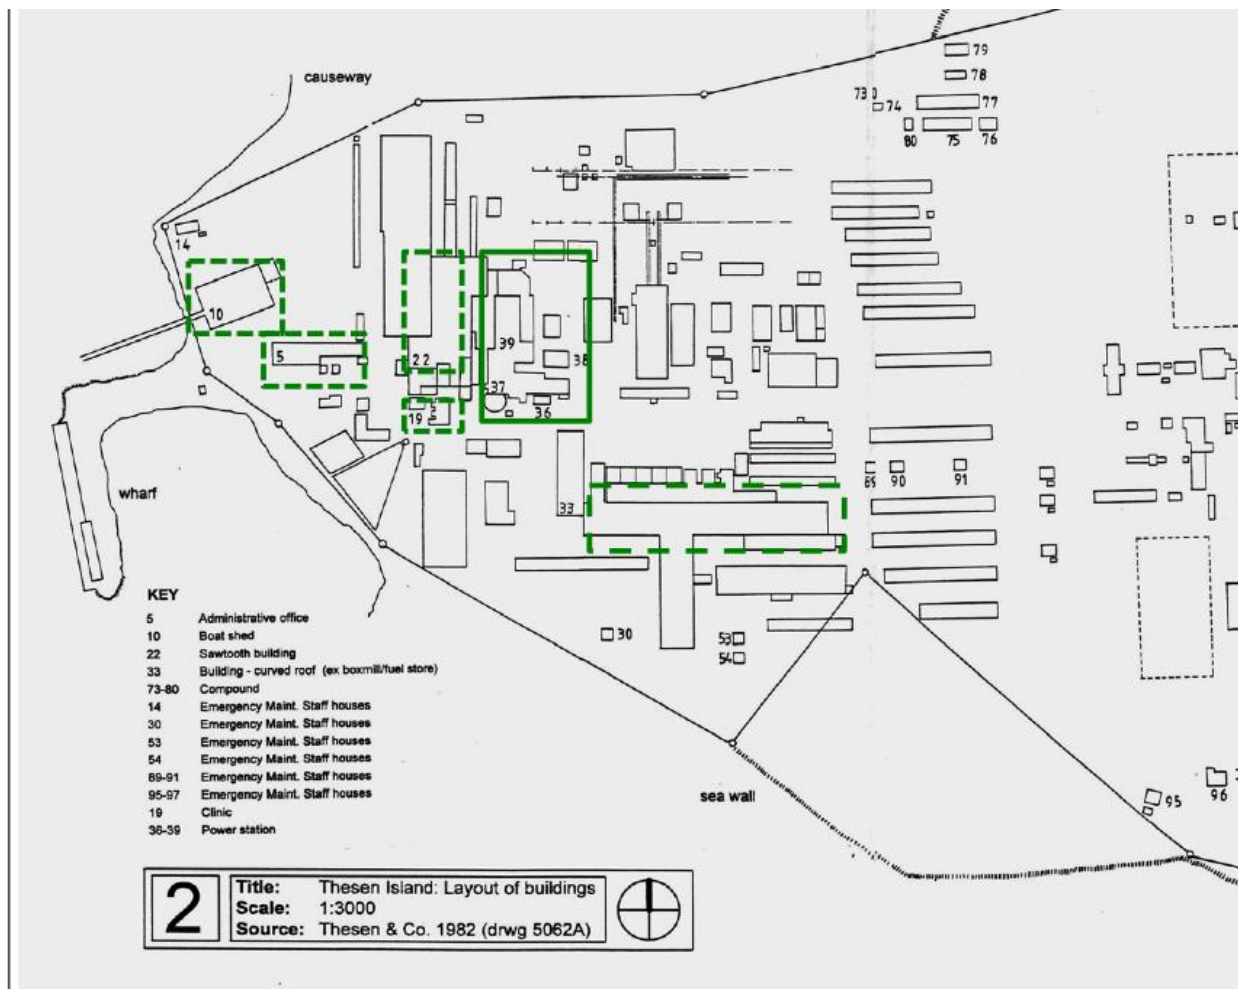 causeway
79
78
73
74
77
80
75
76
14
10
5
22
39
38
37
36
19
wharf
33
89
90
91
30
53
54
sea wall
95
96
KEY
5 Administrative office
10 Boat shed
22 Sawtooth building
33 Building - curved roof (ex boxmill/fuel store)
73-80 Compound
14 Emergency Maint. Staff houses
30 Emergency Maint. Staff houses
53 Emergency Maint. Staff houses
54 Emergency Maint. Staff houses
89-91 Emergency Maint. Staff houses
95-97 Emergency Maint. Staff houses
19 Clinic
36-39 Power station
2
Title: Thesen Island: Layout of buildings
Scale: 1:3000
Source: Thesen & Co. 1982 (drwg 5062A)